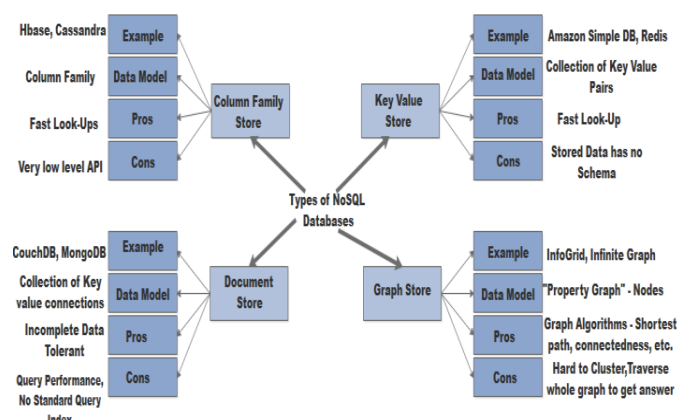 Hbase, Cassandra
Example
Column Family
Data Model
Fast Look-Ups
Pros
Very low level API
Cons
Column Family
Store
Key Value
Store
Example
Amazon Simple DB, Redis
Data Model
Collection of Key Value
Pairs
Pros
Fast Look-Up
Cons
Stored Data has no
Schema
Types of NoSQL
Databases
CouchDB, MongoDB
Example
Collection of Key
value connections
Data Model
Incomplete Data
Tolerant
Pros
Query Performance,
No Standard Query
Index
Cons
Document
Store
Graph Store
Example
InfoGrid, Infinite Graph
Data Model
"Property Graph" - Nodes
Pros
Graph Algorithms - Shortest
path, connectedness, etc.
Cons
Hard to Cluster,Traverse
whole graph to get answer